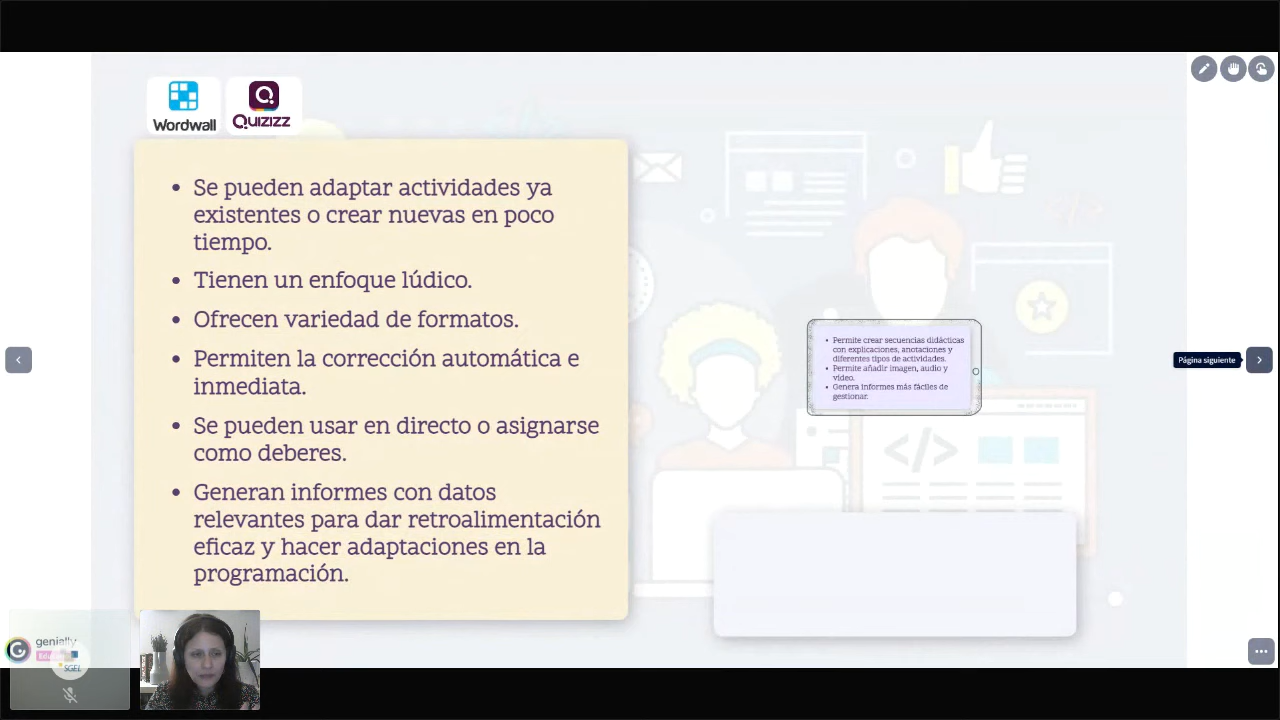 Wordwall
Quizizz
• Se pueden adaptar actividades ya
existentes o crear nuevas en poco
tiempo.
• Tienen un enfoque lúdico.
• Ofrecen variedad de formatos.
• Permiten la corrección automática e
inmediata.
• Se pueden usar en directo o asignarse
como deberes.
• Generan informes con datos
relevantes para dar retroalimentación
eficaz y hacer adaptaciones en la
programación.
• Permite crear secuencias didácticas
con explicaciones, anotaciones y
diferentes tipos de actividades.
• Permite añadir imagen, audio y
vídeo.
• Genera informes más fáciles de
gestionar.
Página siguiente
</>
genially
SGEL